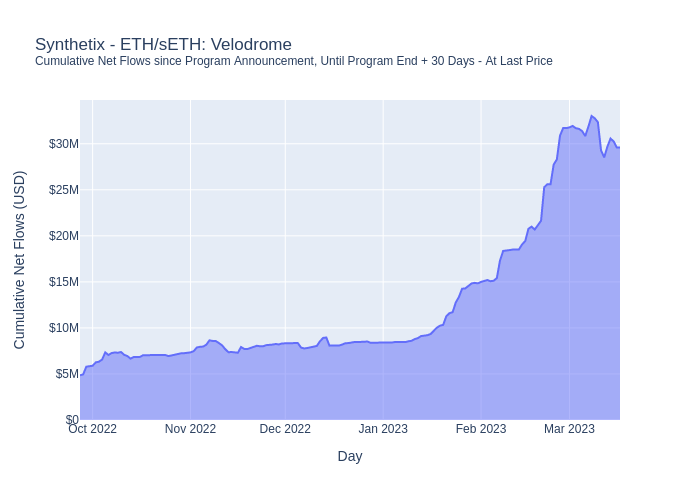 Synthetix - ETH/sETH: Velodrome
Cumulative Net Flows since Program Announcement, Until Program End + 30 Days - At Last Price
Cumulative Net Flows (USD)
$30M
$25M
$20M
$15M
$10M
$5M
$0
Oct 2022
Nov 2022
Dec 2022
Jan 2023
Feb 2023
Mar 2023
Day